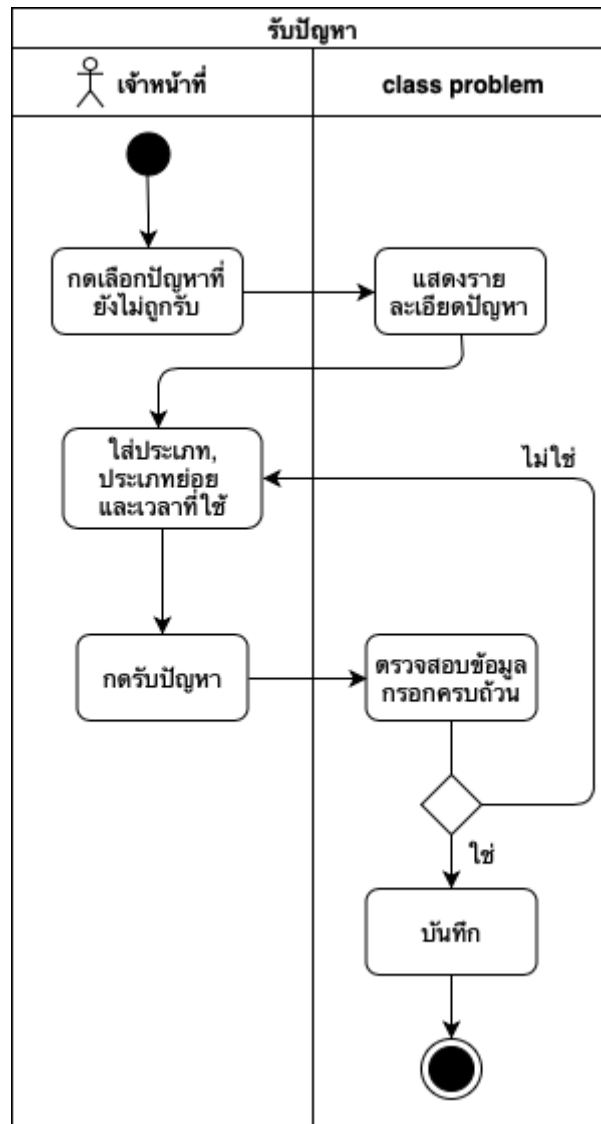 รับปัญหา
เจ้าหน้าที่
class problem
กดเลือกปัญหาที่
ยังไม่ถูกรับ
แสดงราย
ละเอียดปัญหา
ใส่ประเภท,
ประเภทย่อย
และเวลาที่ใช้
ไม่ใช่
กดรับปัญหา
ตรวจสอบข้อมูล
กรอกครบถ้วน
ใช่
บันทึก